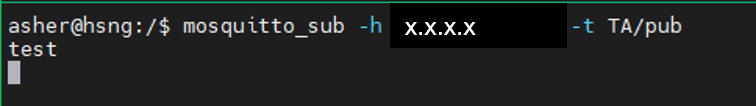 asher@hsng:/$ mosquitto_sub -h x.x.x.x -t TA/pub
test